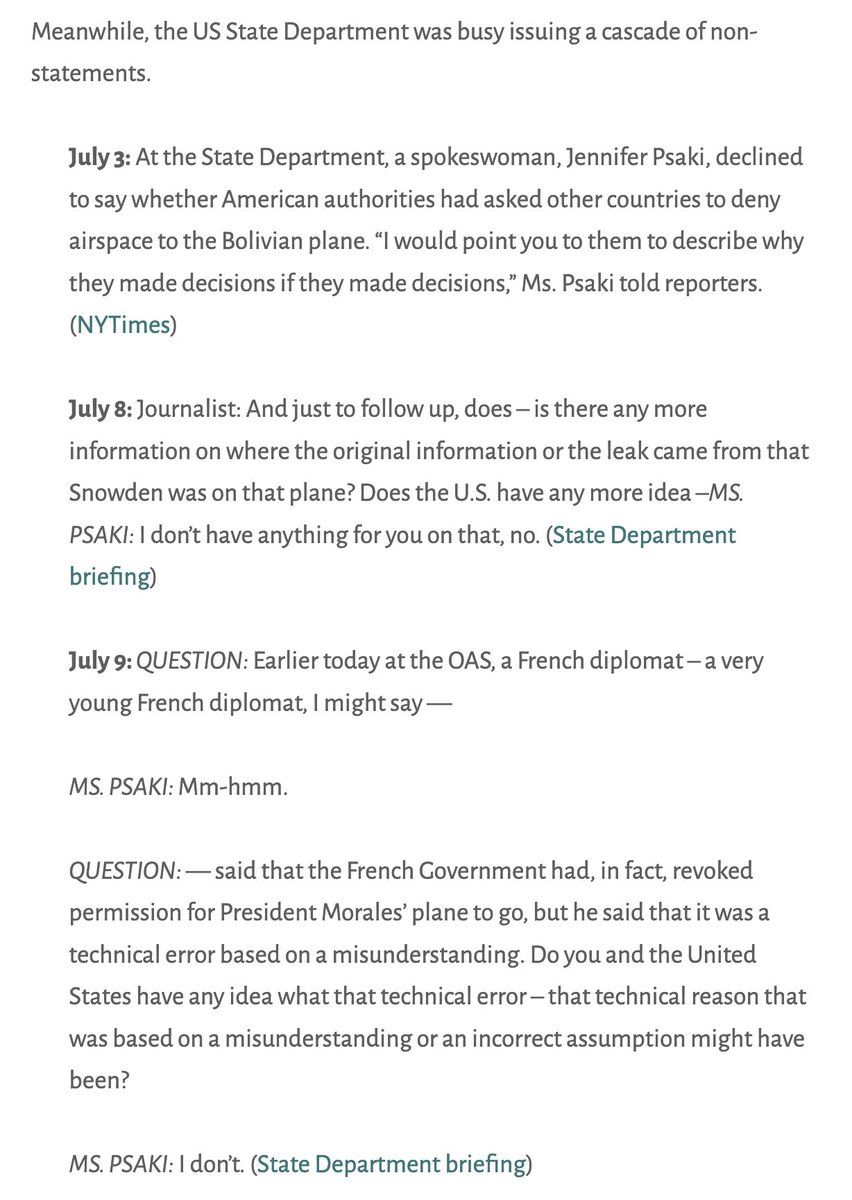 Meanwhile, the US State Department was busy issuing a cascade of non-
statements.
July 3: At the State Department, a spokeswoman, Jennifer Psaki, declined
to say whether American authorities had asked other countries to deny
airspace to the Bolivian plane. “I would point you to them to describe why
they made decisions if they made decisions,” Ms. Psaki told reporters.
(NYTimes)
July 8: Journalist: And just to follow up, does – is there any more
information on where the original information or the leak came from that
Snowden was on that plane? Does the U.S. have any more idea –MS.
PSAKI: I don’t have anything for you on that, no. (State Department
briefing)
July 9: QUESTION: Earlier today at the OAS, a French diplomat – a very
young French diplomat, I might say —
MS. PSAKI: Mm-hmm.
QUESTION: — said that the French Government had, in fact, revoked
permission for President Morales’ plane to go, but he said that it was a
technical error based on a misunderstanding. Do you and the United
States have any idea what that technical error – that technical reason that
was based on a misunderstanding or an incorrect assumption might have
been?
MS. PSAKI: I don’t. (State Department briefing)